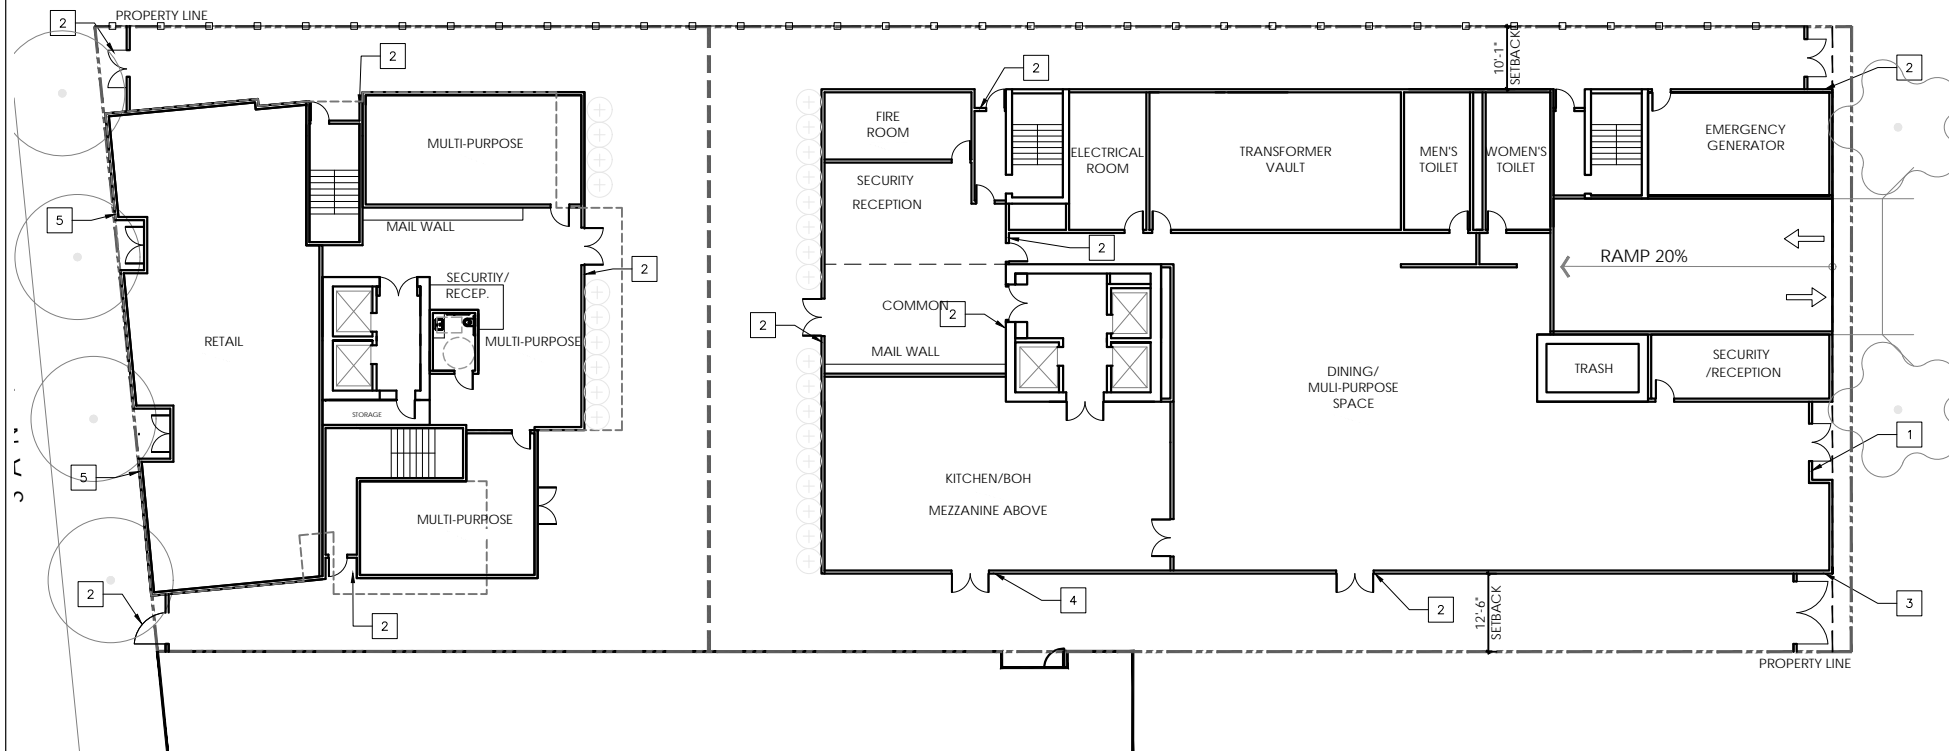 PROPERTY LINE
2
2
2
2
10'-1"
SETBACK
MULTI-PURPOSE
FIRE
ROOM
ELECTRICAL
ROOM
TRANSFORMER
VAULT
MEN'S
TOILET
WOMEN'S
TOILET
EMERGENCY
GENERATOR
SECURITY
RECEPTION
5
MAIL WALL
2
2
RAMP 20%
SECURTIY/
RECEP.
COMMON
2
2
RETAIL
MULTI-PURPOSE
MAIL WALL
DINING/
MULI-PURPOSE
SPACE
TRASH
SECURITY
/RECEPTION
STORAGE
1
SAN
5
KITCHEN/BOH
MEZZANINE ABOVE
MULTI-PURPOSE
2
2
4
2
12'-6"
SETBACK
3
PROPERTY LINE